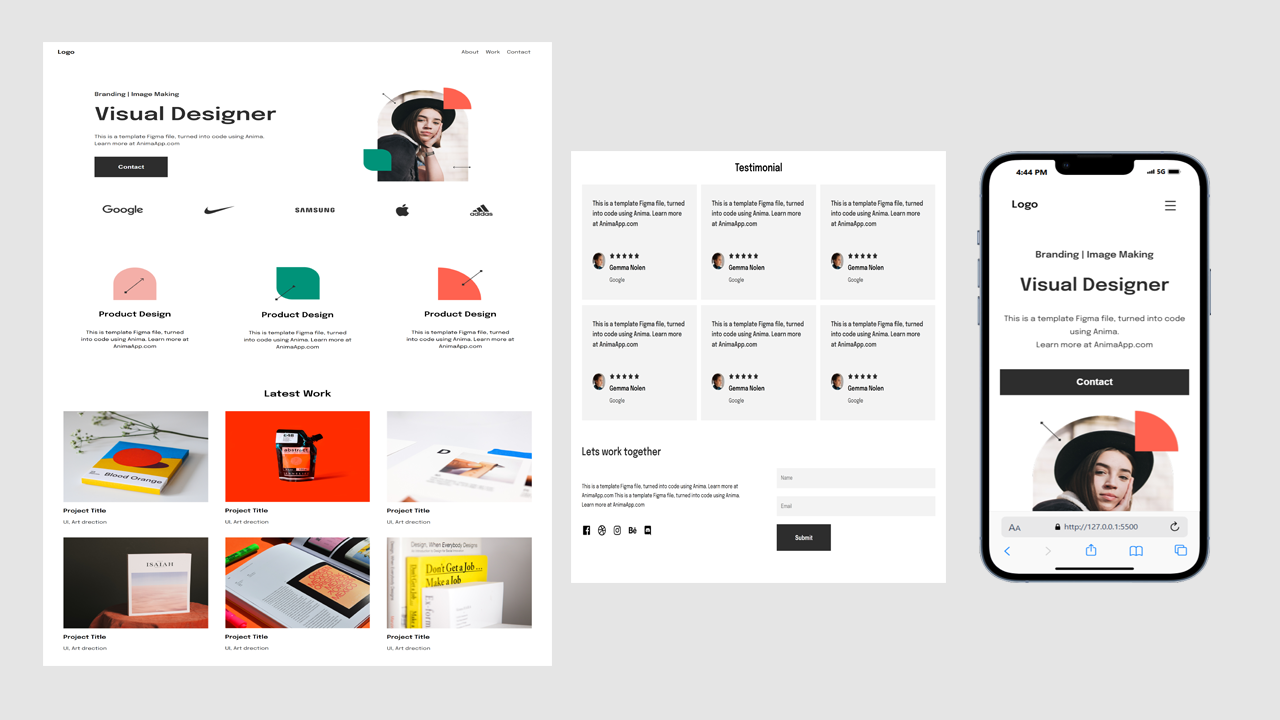 Logo
About Work Contact
Branding | Image Making
Visual Designer
This is a template Figma file, turned into code using Anima.
Learn more at AnimaApp.com
Contact
Google
SAMSUNG
adidas
Product Design
This is a template Figma file, turned
into code using Anima. Learn more at
AnimaApp.com
Product Design
This is a template Figma file, turned
into code using Anima. Learn more at
AnimaApp.com
Product Design
This is a template Figma file, turned
into code using Anima. Learn more at
AnimaApp.com
Latest Work
Blood Orange
Project Title
UI, Art direction
abstract
Project Title
UI, Art direction
D
Project Title
UI, Art direction
ISAIAH
Project Title
UI, Art direction
Project Title
UI, Art direction
Design, When Everybody Designs
Don't Get a Job...
Make a Job
Project Title
UI, Art direction
Testimonial
This is a template Figma file, turned
into code using Anima. Learn more
at AnimaApp.com
Gemma Nolen
Google
This is a template Figma file, turned
into code using Anima. Learn more
at AnimaApp.com
Gemma Nolen
Google
This is a template Figma file, turned
into code using Anima. Learn more
at AnimaApp.com
Gemma Nolen
Google
This is a template Figma file, turned
into code using Anima. Learn more
at AnimaApp.com
Gemma Nolen
Google
This is a template Figma file, turned
into code using Anima. Learn more
at AnimaApp.com
Gemma Nolen
Google
This is a template Figma file, turned
into code using Anima. Learn more
at AnimaApp.com
Gemma Nolen
Google
Lets work together
This is a template Figma file, turned into code using Anima. Learn more at
AnimaApp.com This is a template Figma file, turned into code using Anima.
Learn more at AnimaApp.com
Bē
Name
Email
Submit
4:44 PM
5G
Logo
Branding | Image Making
Visual Designer
This is a template Figma file, turned into code
using Anima.
Learn more at AnimaApp.com
Contact
AA http://127.0.0.1:5500